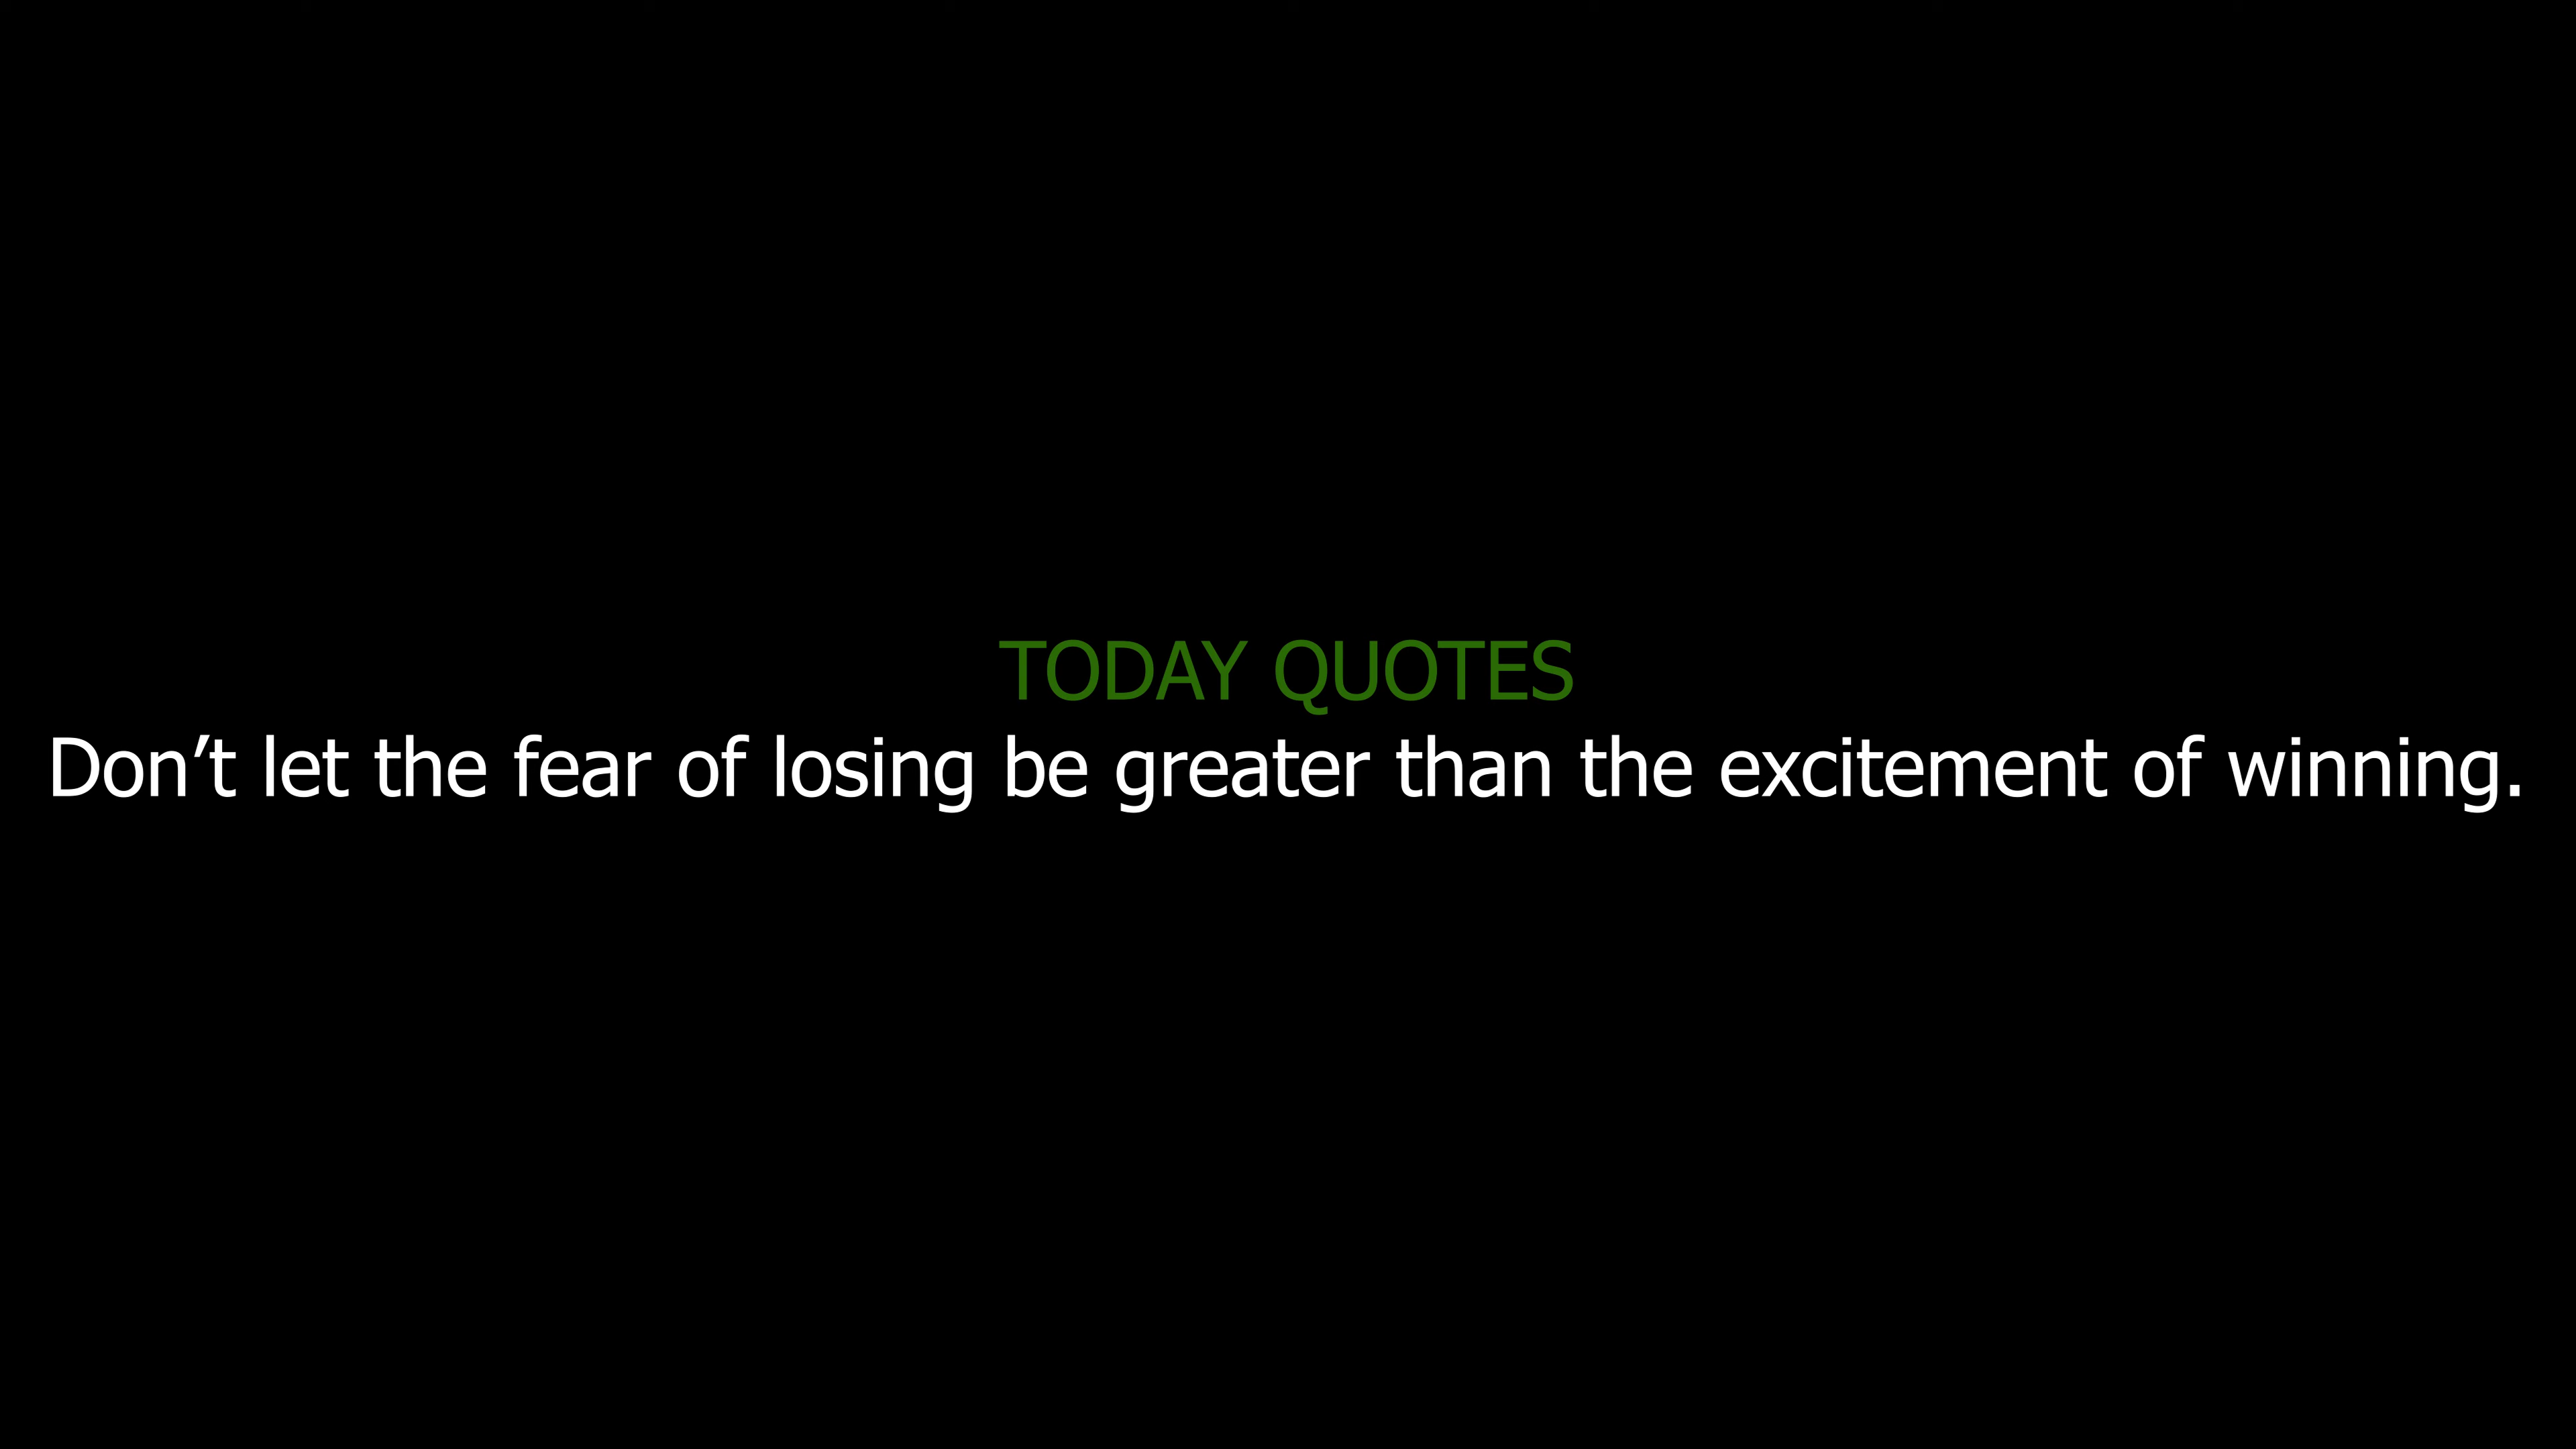 TODAY QUOTES
Don’t let the fear of losing be greater than the excitement of winning.